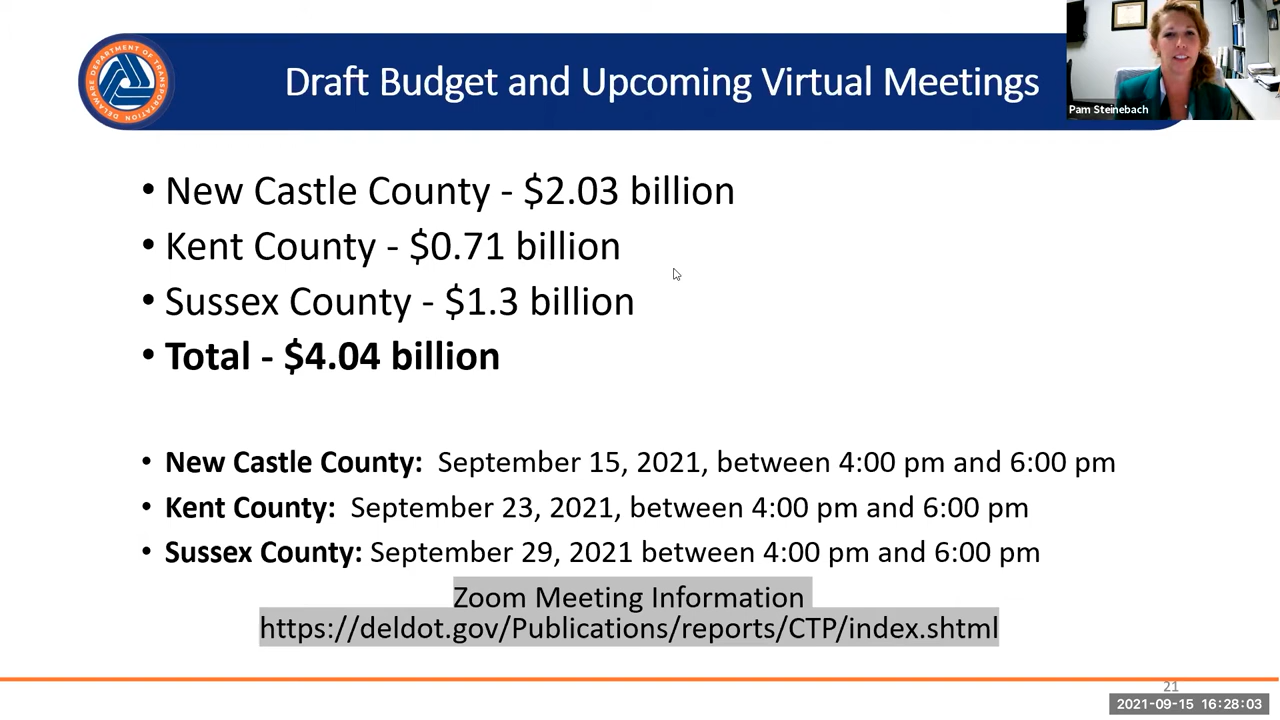 DELAWARE DEPARTMENT OF TRANSPORTATION
Draft Budget and Upcoming Virtual Meetings
Pam Steinebach
• New Castle County - $2.03 billion
• Kent County - $0.71 billion
• Sussex County - $1.3 billion
• Total - $4.04 billion
• New Castle County: September 15, 2021, between 4:00 pm and 6:00 pm
• Kent County: September 23, 2021, between 4:00 pm and 6:00 pm
• Sussex County: September 29, 2021 between 4:00 pm and 6:00 pm
Zoom Meeting Information
https://deldot.gov/Publications/reports/CTP/index.shtml
21
2021-09-15 16:28:03